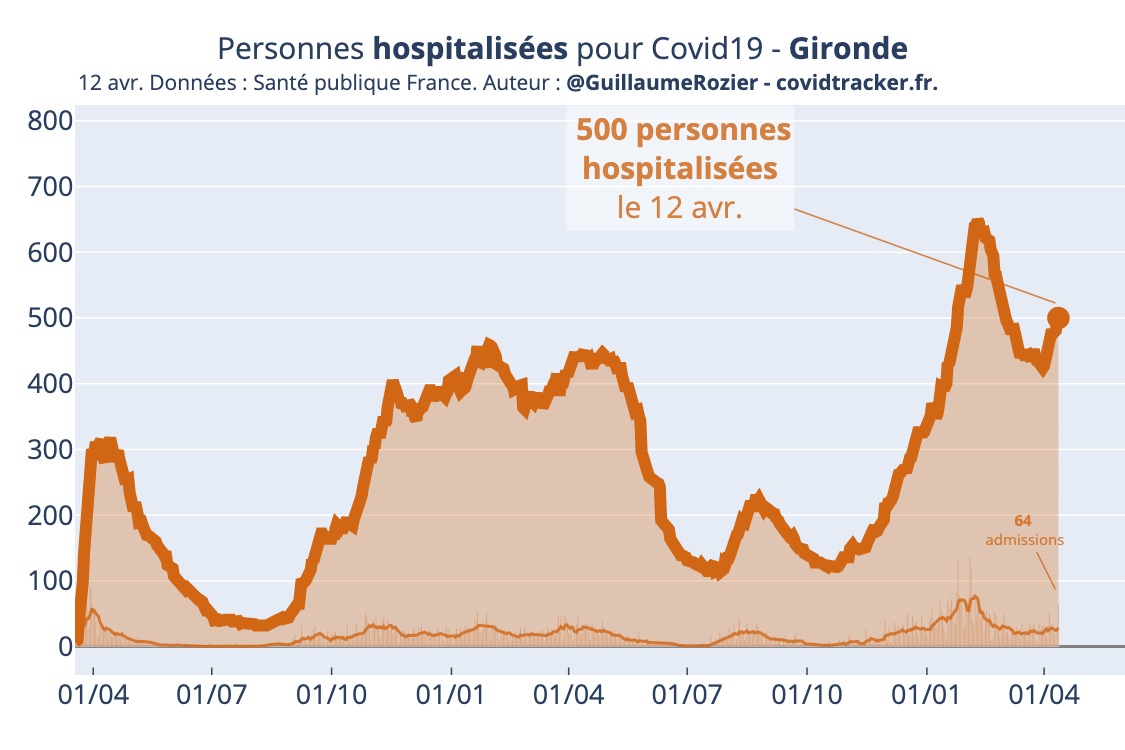 Personnes hospitalisées pour Covid19 - Gironde
12 avr. Données : Santé publique France. Auteur : @GuillaumeRozier - covidtracker.fr.
800
500 personnes
hospitalisées
le 12 avr.
700
600
500
400
300
200
64
admissions
100
0
01/04 01/07 01/10 01/01 01/04 01/07 01/10 01/01 01/04